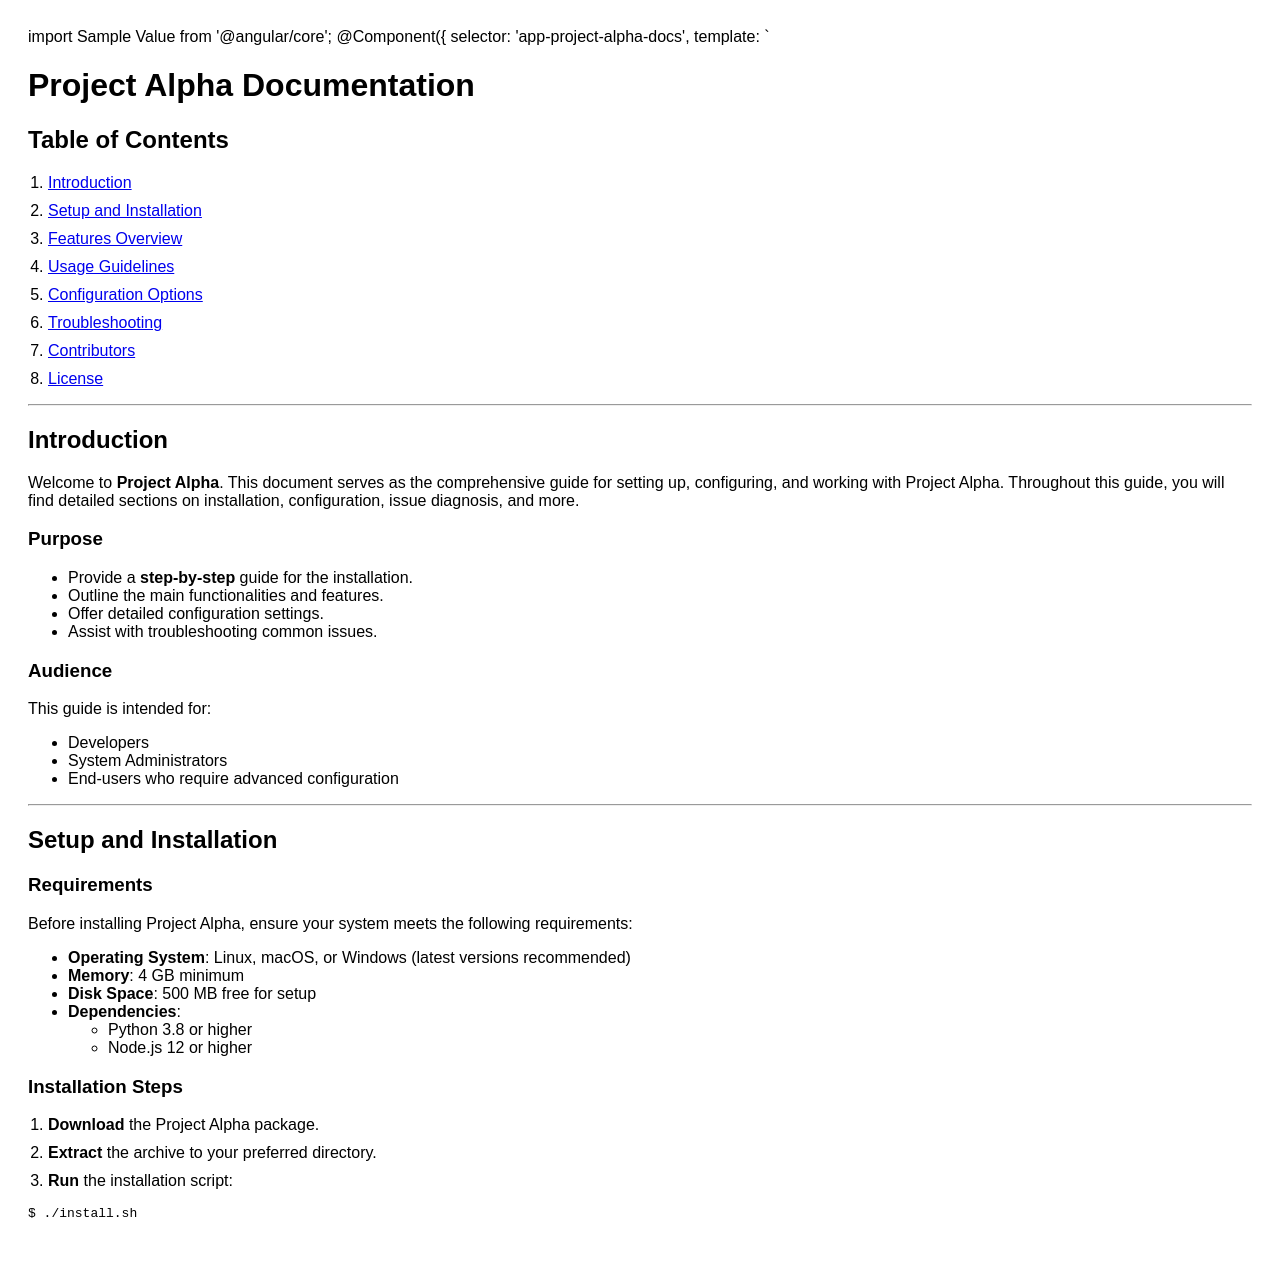 import Sample Value from '@angular/core'; @Component({ selector: 'app-project-alpha-docs', template: `
Project Alpha Documentation
Table of Contents
1. Introduction
2. Setup and Installation
3. Features Overview
4. Usage Guidelines
5. Configuration Options
6. Troubleshooting
7. Contributors
8. License
Introduction
Welcome to Project Alpha. This document serves as the comprehensive guide for setting up, configuring, and working with Project Alpha. Throughout this guide, you will
find detailed sections on installation, configuration, issue diagnosis, and more.
Purpose
• Provide a step-by-step guide for the installation.
• Outline the main functionalities and features.
• Offer detailed configuration settings.
• Assist with troubleshooting common issues.
Audience
This guide is intended for:
• Developers
• System Administrators
• End-users who require advanced configuration
Setup and Installation
Requirements
Before installing Project Alpha, ensure your system meets the following requirements:
• Operating System: Linux, macOS, or Windows (latest versions recommended)
• Memory: 4 GB minimum
• Disk Space: 500 MB free for setup
• Dependencies:
◦ Python 3.8 or higher
◦ Node.js 12 or higher
Installation Steps
1. Download the Project Alpha package.
2. Extract the archive to your preferred directory.
3. Run the installation script:
$ ./install.sh